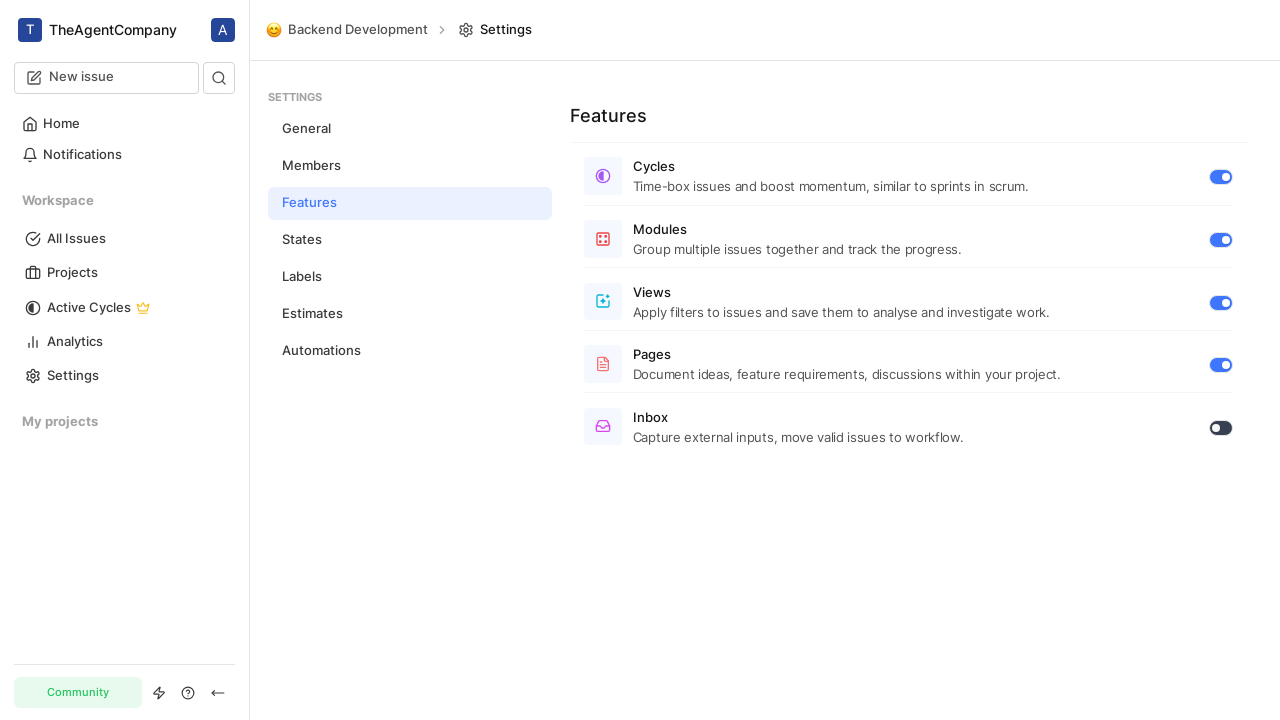 T TheAgentCompany A
New issue
Home
Notifications
Workspace
All Issues
Projects
Active Cycles
Analytics
Settings
My projects
Community
Backend Development
Settings
SETTINGS
General
Members
Features
States
Labels
Estimates
Automations
Features
Cycles
Time-box issues and boost momentum, similar to sprints in scrum.
Modules
Group multiple issues together and track the progress.
Views
Apply filters to issues and save them to analyse and investigate work.
Pages
Document ideas, feature requirements, discussions within your project.
Inbox
Capture external inputs, move valid issues to workflow.